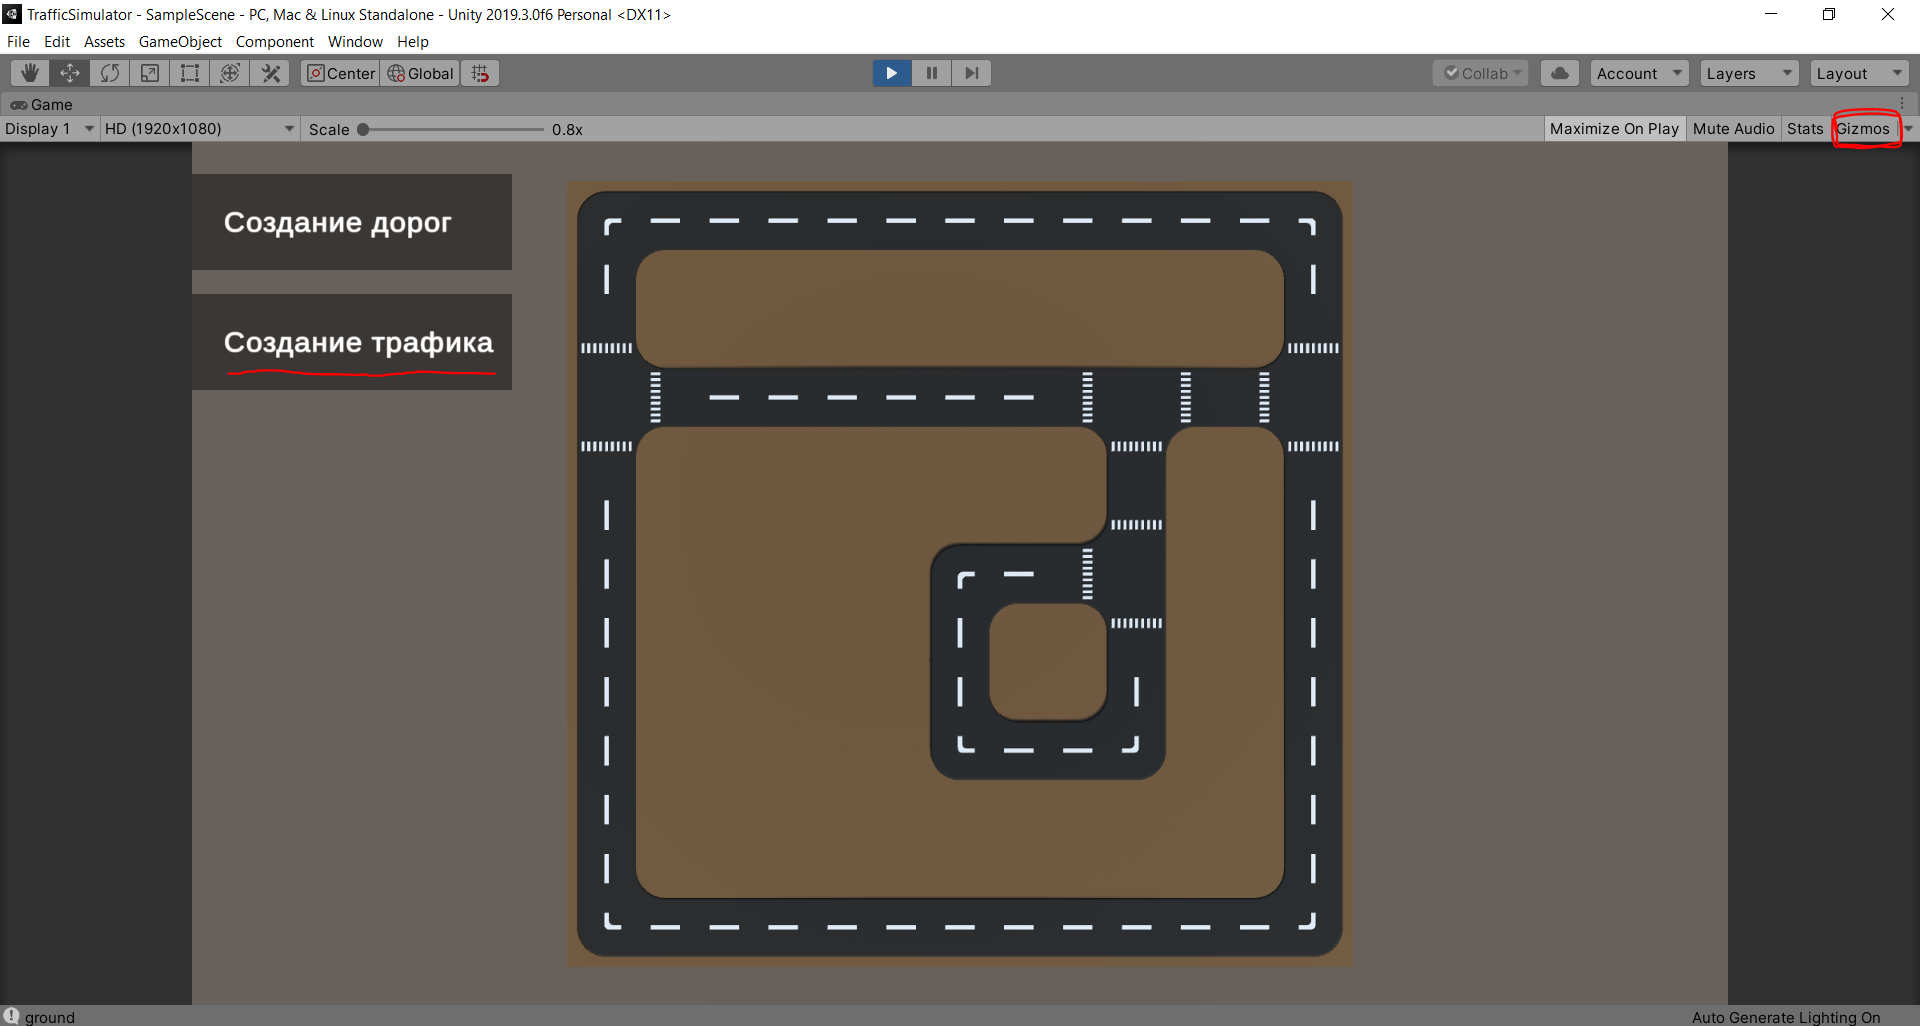 TrafficSimulator - SampleScene - PC, Mac & Linux Standalone - Unity 2019.3.0f6 Personal <DX11>
File Edit Assets GameObject Component Window Help
Center Global Collab Account Layers Layout
Game
Display 1 HD (1920x1080) Scale 0.8x Maximize On Play Mute Audio Stats Gizmos
Создание дорог
Создание трафика
ground Auto Generate Lighting On